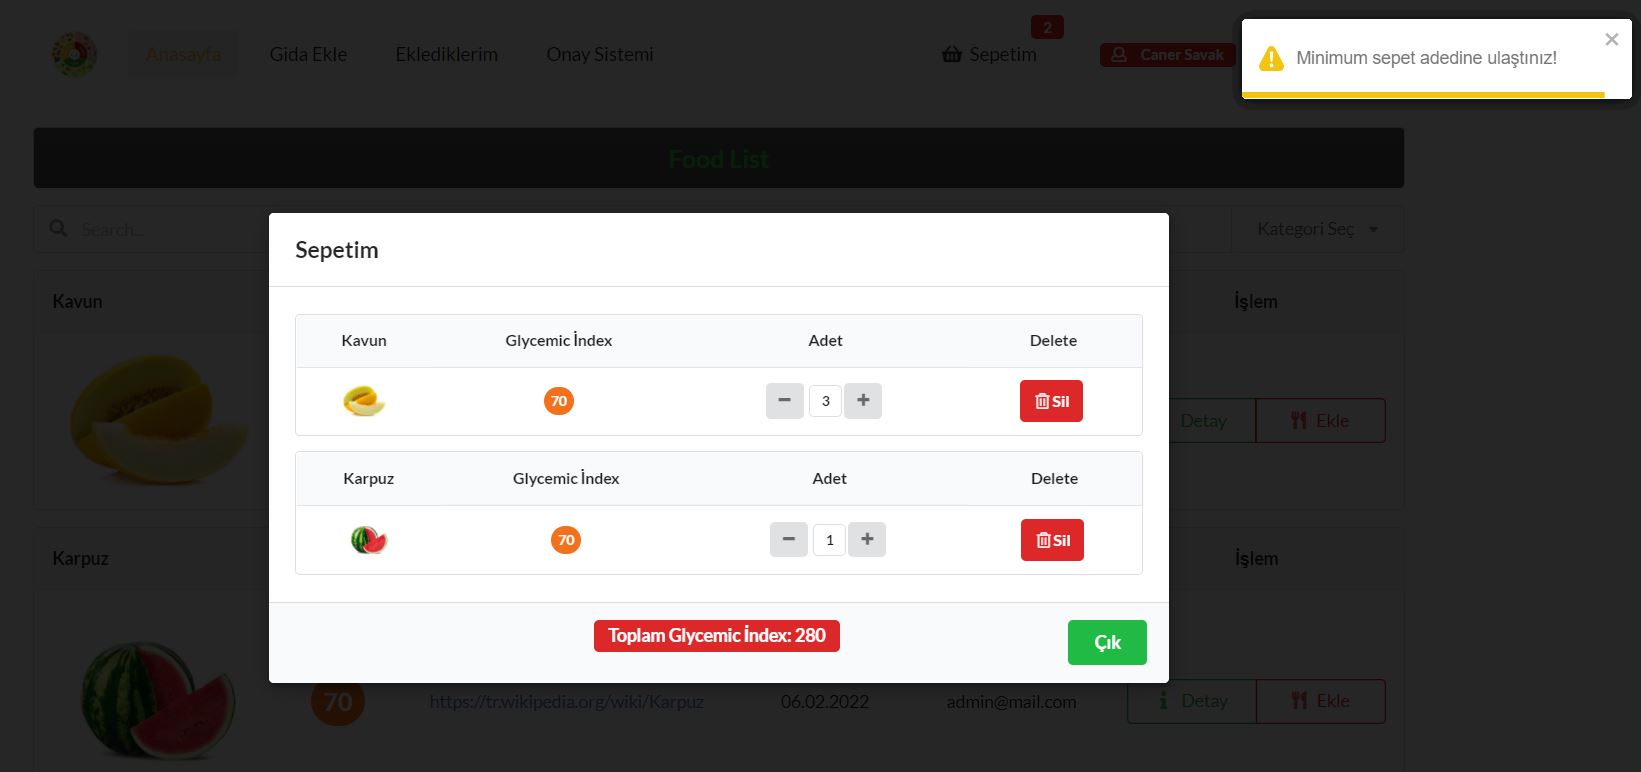 Anasayfa Gida Ekle Eklediklerim Onay Sistemi Sepetim 2 Caner Savak
Minimum sepet adedine ulaştınız!
Food List
Search... Kategori Seç
Kavun İşlem
Detay Ekle
Sepetim
Kavun Glycemic İndex Adet Delete
70 3 Sil
Karpuz Glycemic İndex Adet Delete
70 1 Sil
Toplam Glycemic İndex: 280
Çık
Karpuz İşlem
70 https://tr.wikipedia.org/wiki/Karpuz 06.02.2022 admin@mail.com Detay Ekle